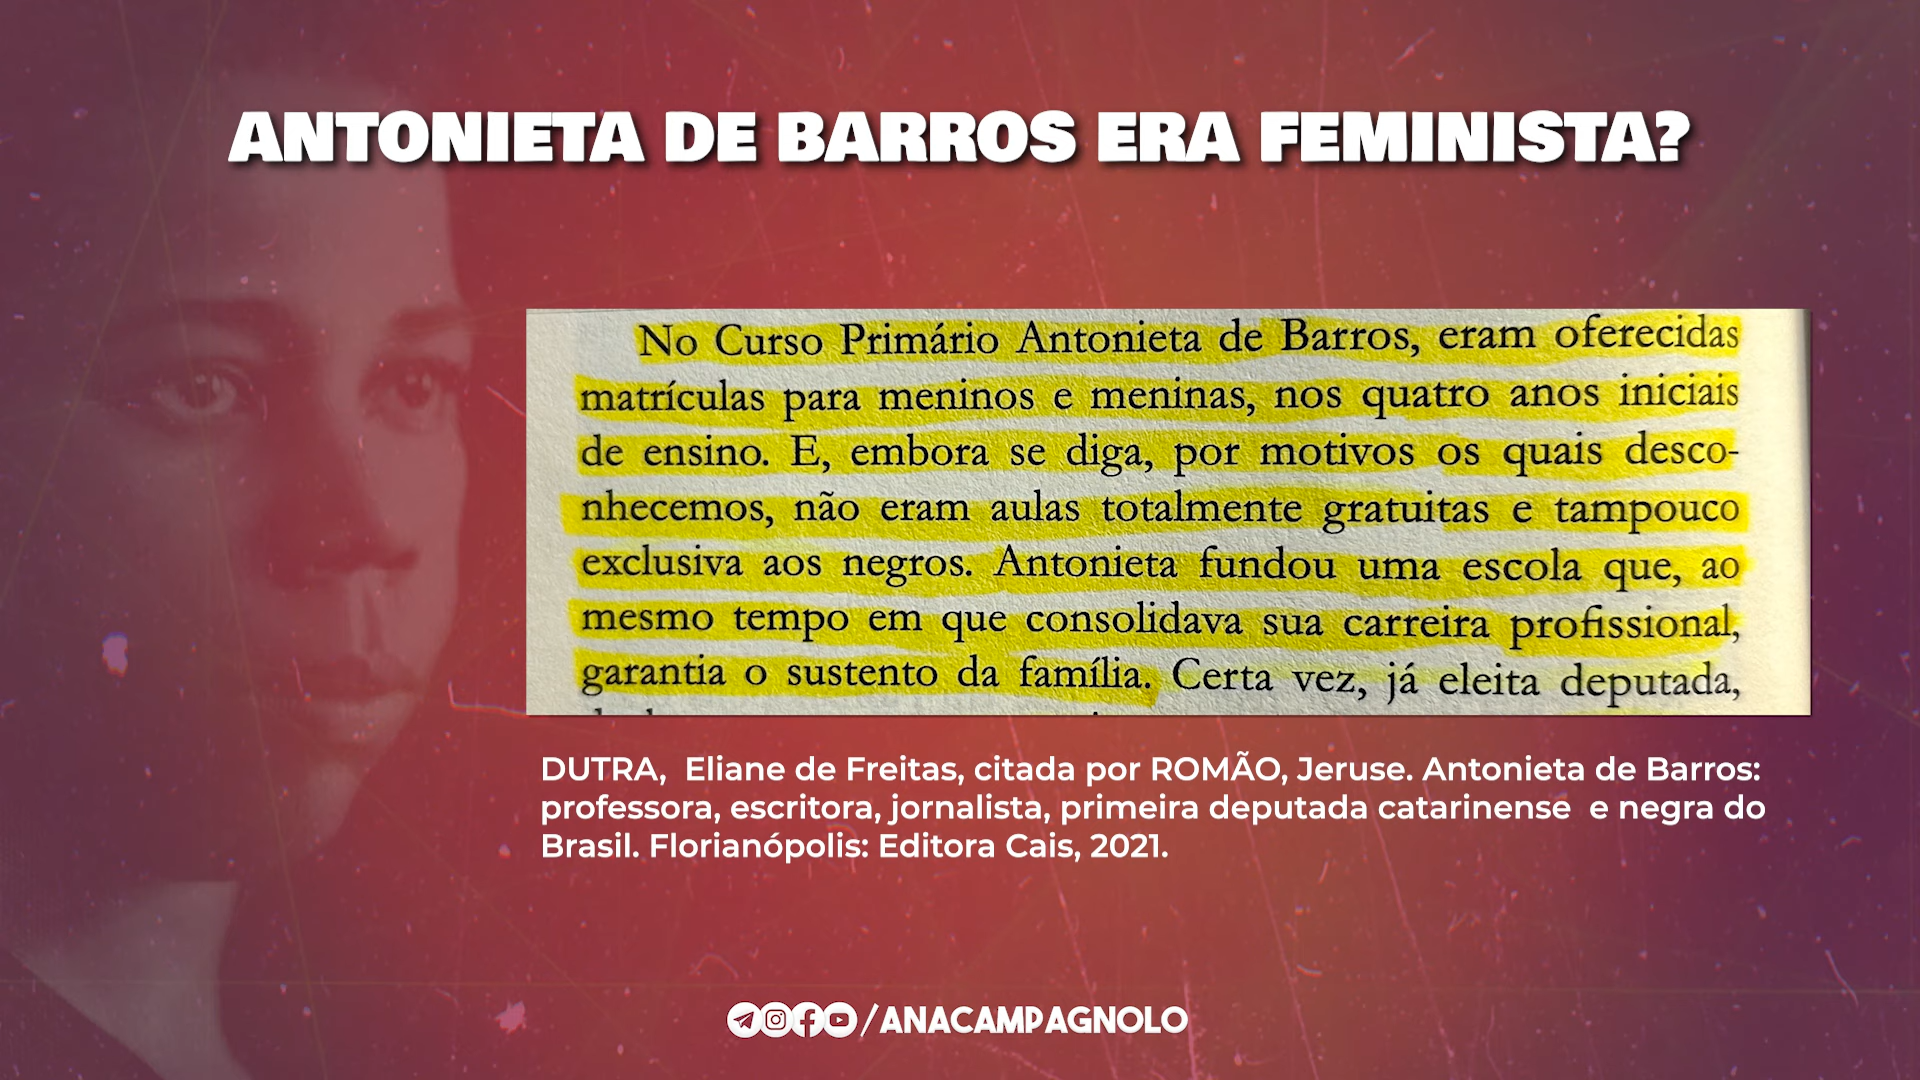 ANTONIETA DE BARROS ERA FEMINISTA?
No Curso Primário Antonieta de Barros, eram oferecidas
matrículas para meninos e meninas, nos quatro anos iniciais
de ensino. E, embora se diga, por motivos os quais desco-
nhecemos, não eram aulas totalmente gratuitas e tampouco
exclusiva aos negros. Antonieta fundou uma escola que, ao
mesmo tempo em que consolidava sua carreira profissional,
garantia o sustento da família. Certa vez, já eleita deputada,
DUTRA, Eliane de Freitas, citada por ROMÃO, Jeruse. Antonieta de Barros:
professora, escritora, jornalista, primeira deputada catarinense e negra do
Brasil. Florianópolis: Editora Cais, 2021.
/ANACAMPAGNOLO